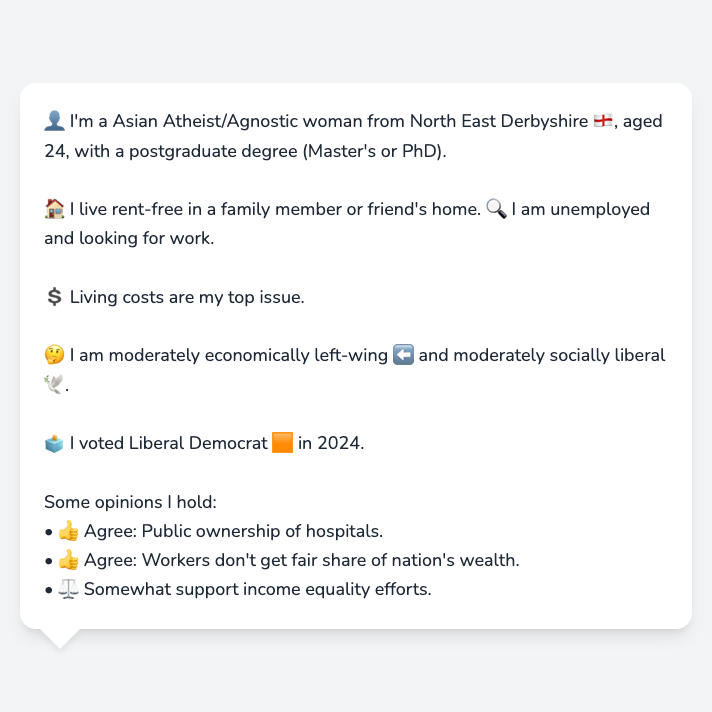 👤 I'm a Asian Atheist/Agnostic woman from North East Derbyshire 🏴󠁧󠁢󠁥󠁮󠁧󠁿, aged
24, with a postgraduate degree (Master's or PhD).
🏠 I live rent-free in a family member or friend's home. 🔍 I am unemployed
and looking for work.
💲 Living costs are my top issue.
🤔 I am moderately economically left-wing ⬅️ and moderately socially liberal
🕊️.
🗳️ I voted Liberal Democrat 🟧 in 2024.
Some opinions I hold:
• 👍 Agree: Public ownership of hospitals.
• 👍 Agree: Workers don't get fair share of nation's wealth.
• ⚖️ Somewhat support income equality efforts.